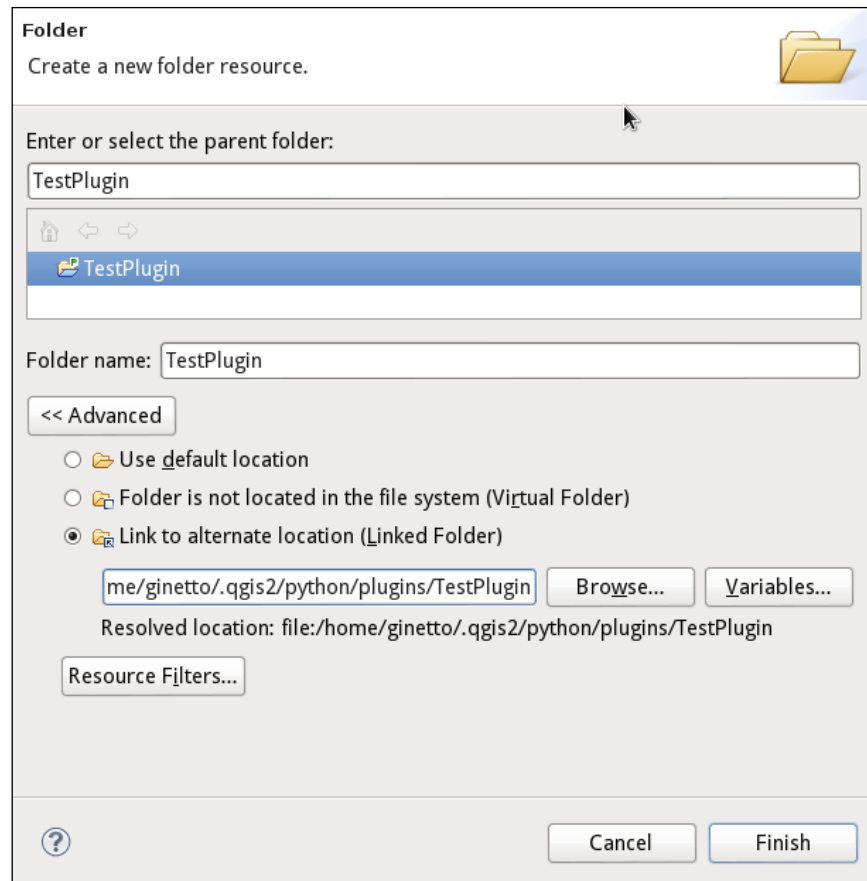 Folder
Create a new folder resource.
Enter or select the parent folder:
TestPlugin
TestPlugin
Folder name: TestPlugin
<< Advanced
Use default location
Folder is not located in the file system (Virtual Folder)
Link to alternate location (Linked Folder)
me/ginetto/.qgis2/python/plugins/TestPlugin Browse... Variables...
Resolved location: file:/home/ginetto/.qgis2/python/plugins/TestPlugin
Resource Filters...
? Cancel Finish